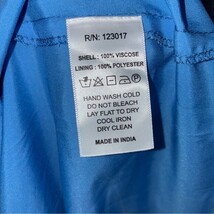 R/N: 123017
SHELL : 100% VISCOSE
LINING : 100% POLYESTER
HAND WASH COLD
DO NOT BLEACH
LAY FLAT TO DRY
COOL IRON
DRY CLEAN
MADE IN INDIA